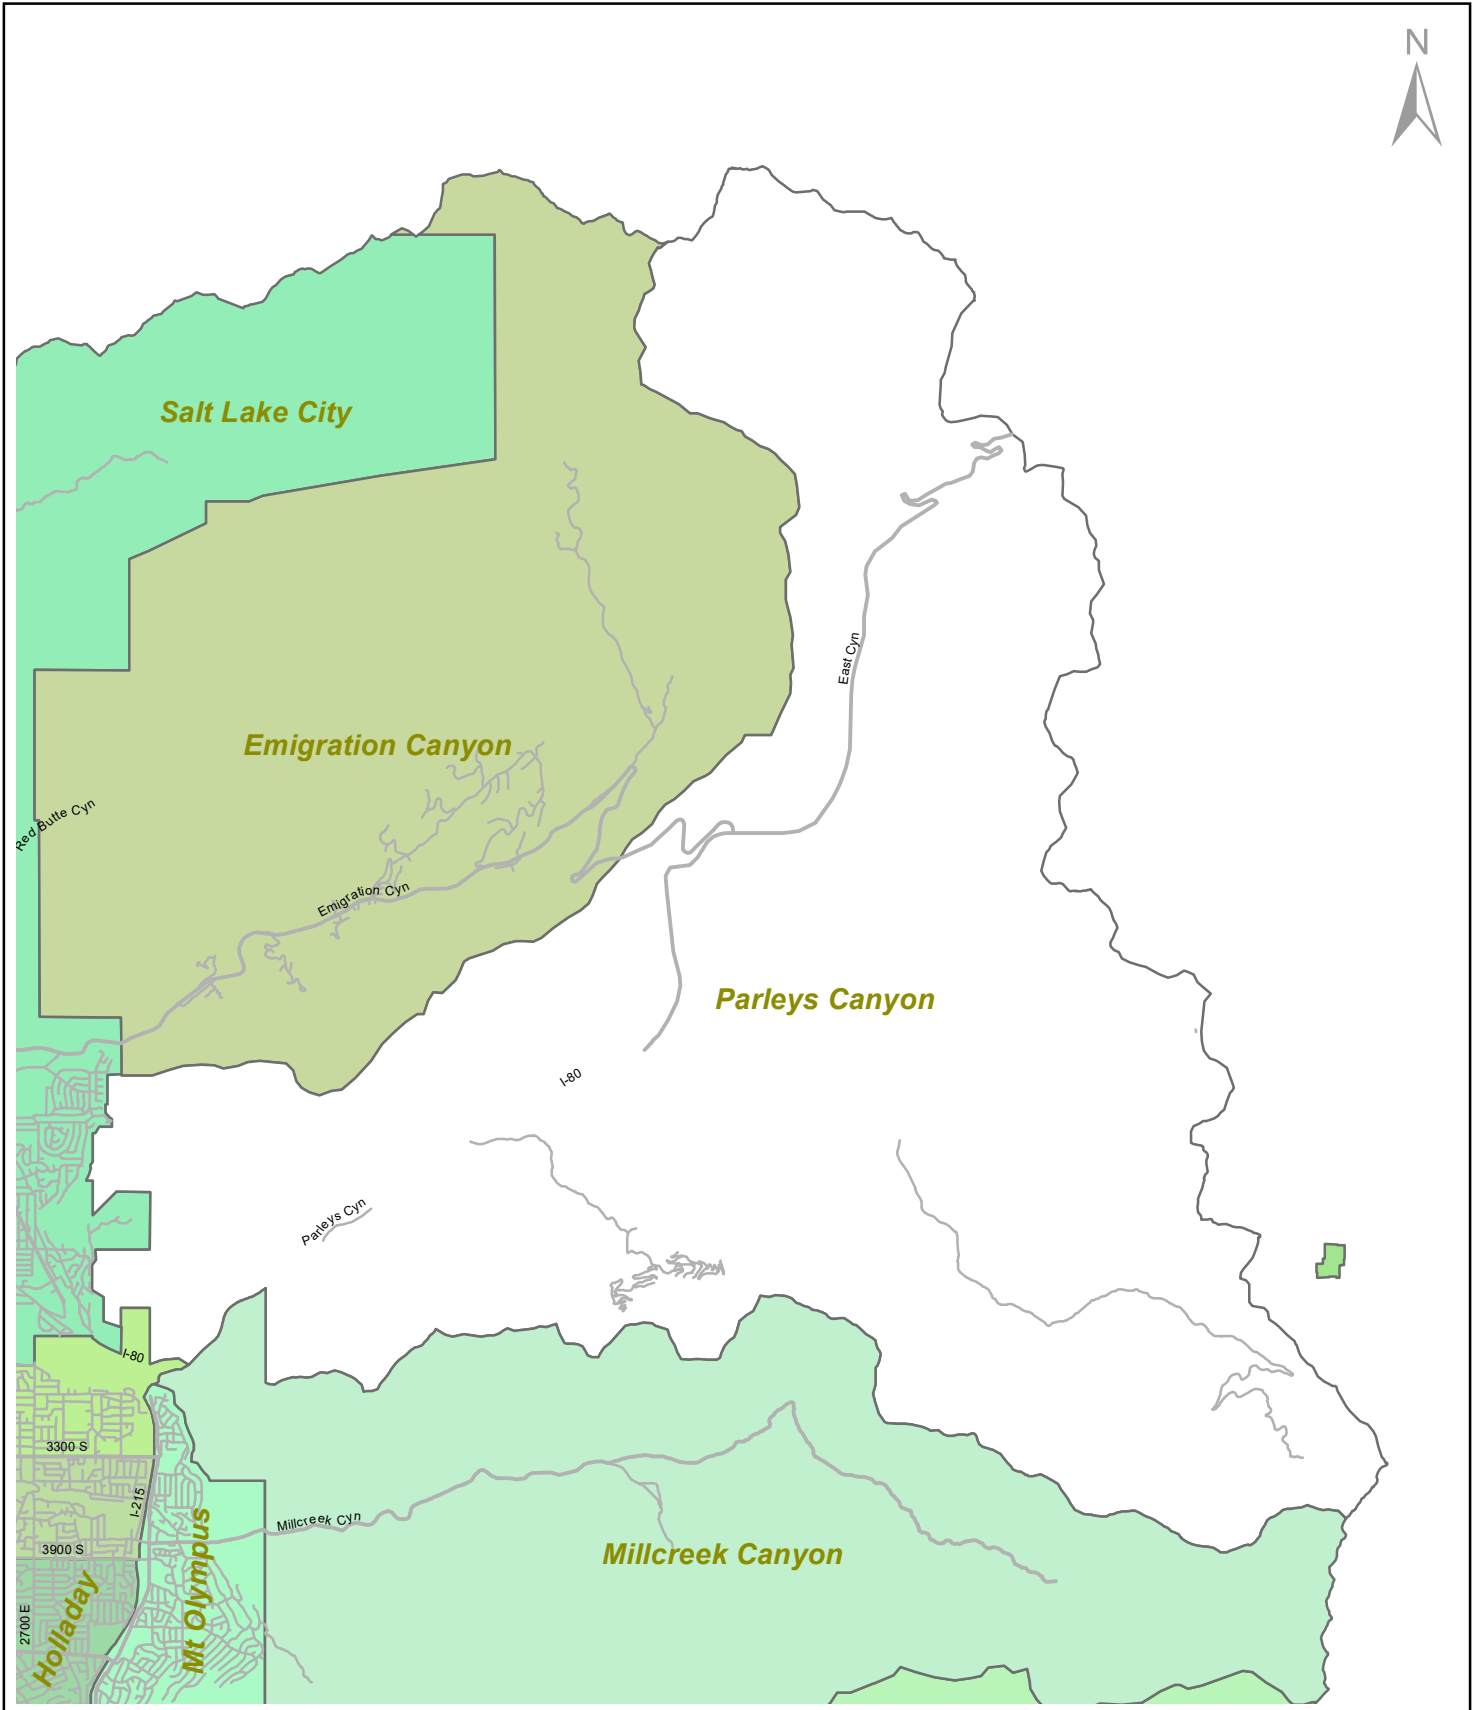 N
Salt Lake City
East Cyn
Emigration Canyon
Red Butte Cyn
Emigration Cyn
Parleys Canyon
I-80
Parleys Cyn
I-80
3300 S
I-215
Millcreek Cyn
3900 S
Millcreek Canyon
Mt Olympus
Holladay
2700 E